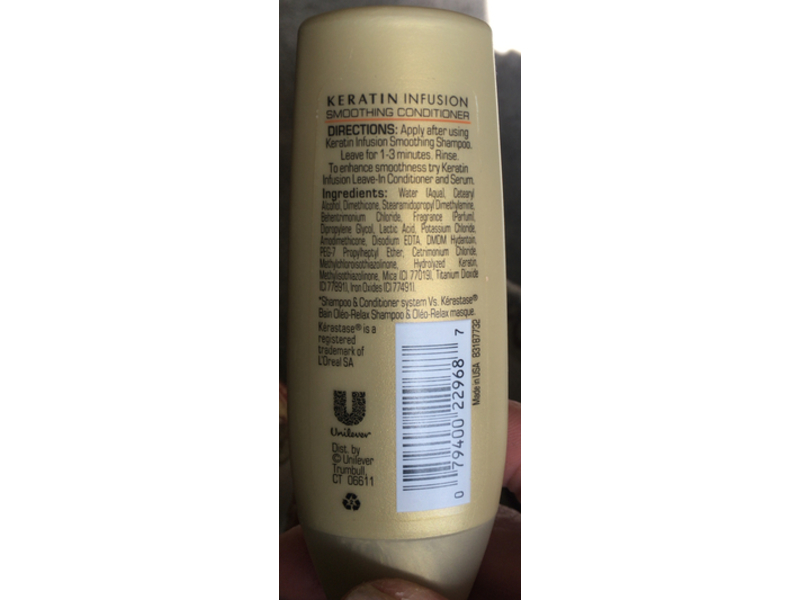 KERATIN INFUSION
SMOOTHING CONDITIONER
DIRECTIONS: Apply after using
Keratin Infusion Smoothing Shampoo.
Leave for 1-3 minutes. Rinse.
To enhance smoothness try Keratin
Infusion Leave-In Conditioner and Serum.
Ingredients: Water (Aqua), Cetearyl
Alcohol, Dimethicone, Stearamidopropyl Dimethylamine,
Behentrimonium Chloride, Fragrance (Parfum),
Dipropylene Glycol, Lactic Acid, Potassium Chloride,
Amodimethicone, Disodium EDTA, DMDM Hydantoin,
PEG-7 Propylheptyl Ether, Cetrimonium Chloride,
Methylchloroisothiazolinone, Hydrolyzed Keratin,
Methylisothiazolinone, Mica (CI 77019), Titanium Dioxide
(CI 77891), Iron Oxides (CI 77491).
*Shampoo & Conditioner system Vs. Kérastase®
Bain Oléo-Relax Shampoo & Oléo-Relax masque.
Kérastase® is a
registered
trademark of
L'Oreal SA
Unilever
Dist. by
© Unilever
Trumbull,
CT 06611
0 79400 22968 7
Made in USA B3187732